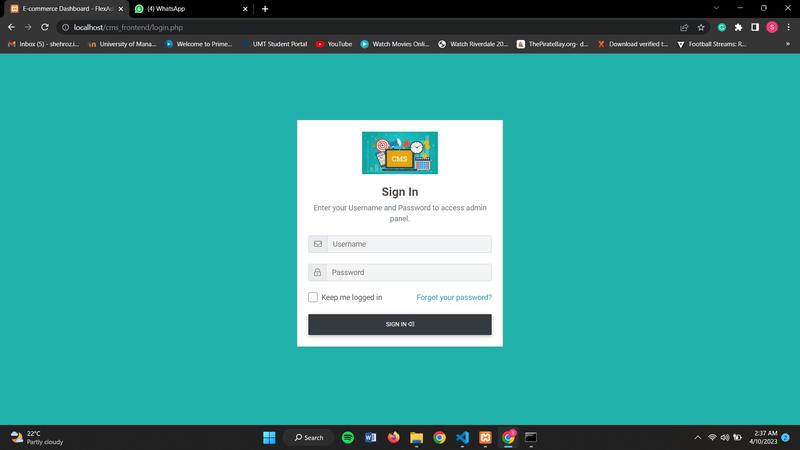 E-commerce Dashboard - FlexAd
(4) WhatsApp
localhost/cms_frontend/login.php
S
Inbox (5) - shehroz.i...
University of Mana...
Welcome to Prime...
UMT Student Portal
YouTube
Watch Movies Onli...
Watch Riverdale 20...
ThePirateBay.org- d...
Download verified t...
Football Streams: R...
»
CMS
Sign In
Enter your Username and Password to access admin
panel.
Username
Password
Keep me logged in
Forgot your password?
SIGN IN
22°C
Partly cloudy
Search
2:37 AM
4/10/2023
2